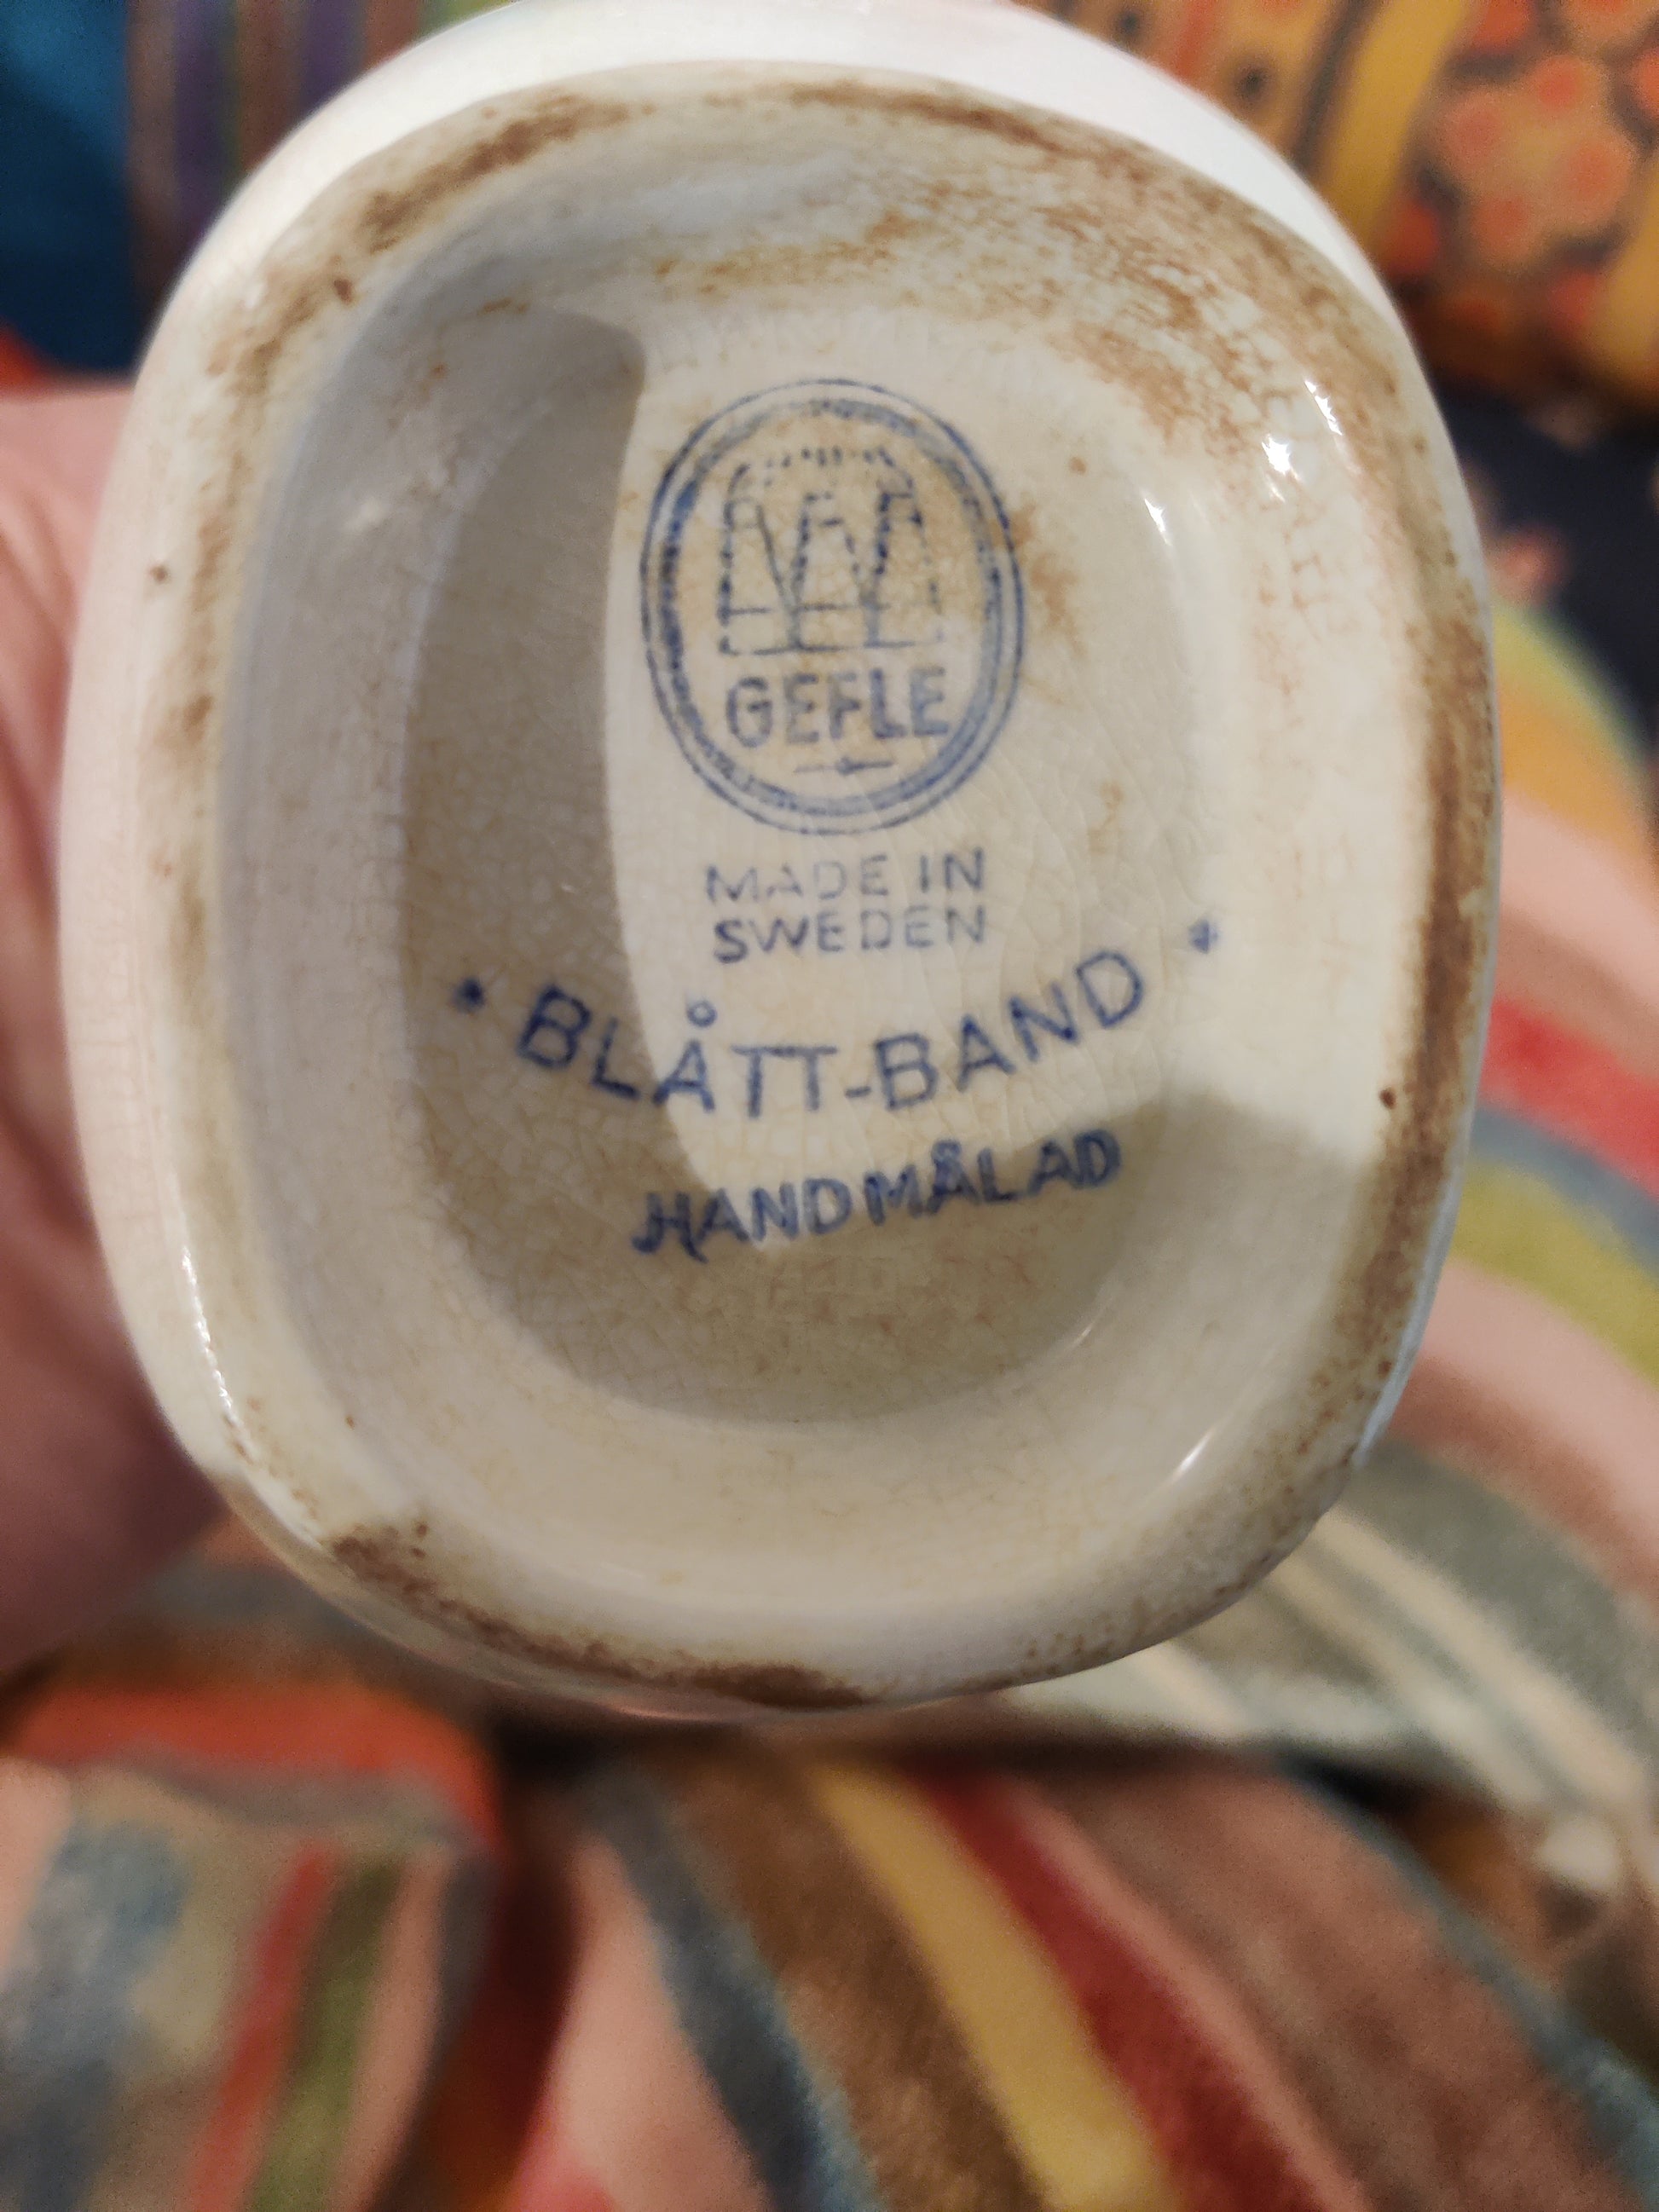 GEFLE
MADE IN
SWEDEN
* BLÅTT-BAND *
HANDMÅLAD